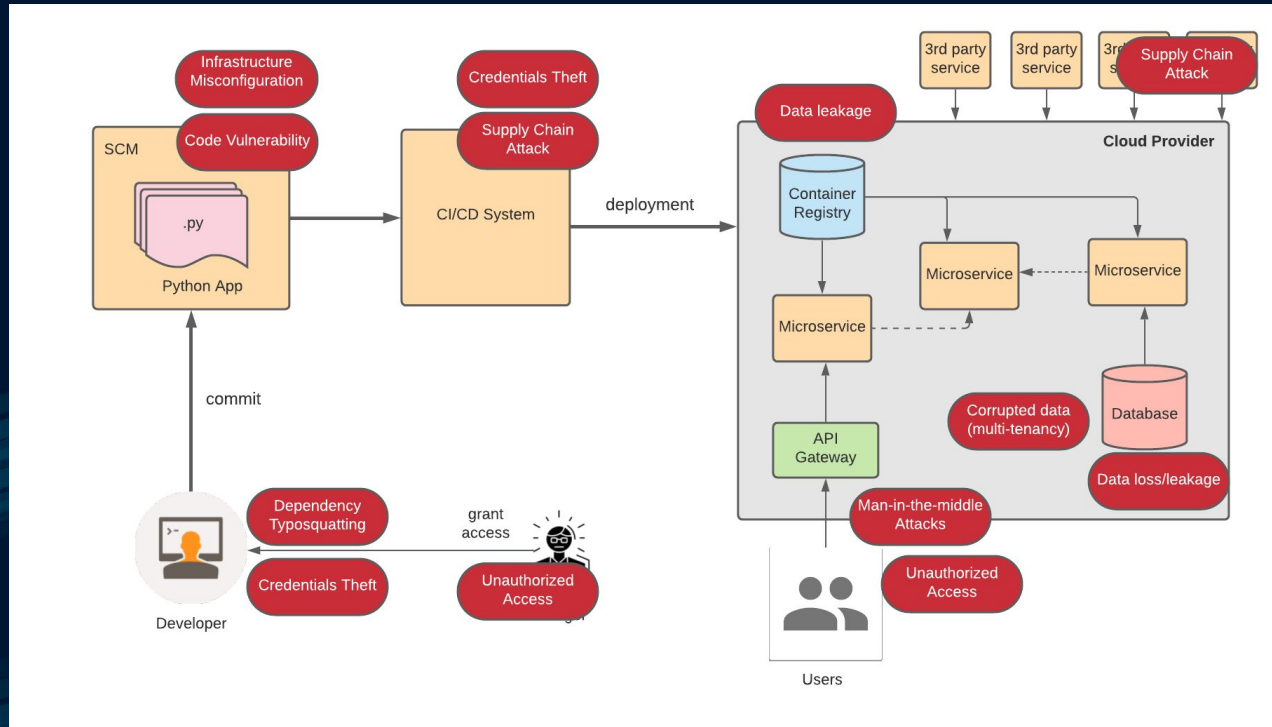 Infrastructure
Misconfiguration
Credentials Theft
3rd party
service
3rd party
service
Supply Chain
Attack
Data leakage
Code Vulnerability
SCM
Supply Chain
Attack
Cloud Provider
.py
Python App
CI/CD System
deployment
Container
Registry
Microservice
Microservice
Microservice
commit
Corrupted data
(multi-tenancy)
Database
API
Gateway
Data loss/leakage
Dependency
Typosquatting
grant
access
Man-in-the-middle
Attacks
Credentials Theft
Unauthorized
Access
Unauthorized
Access
Developer
Users